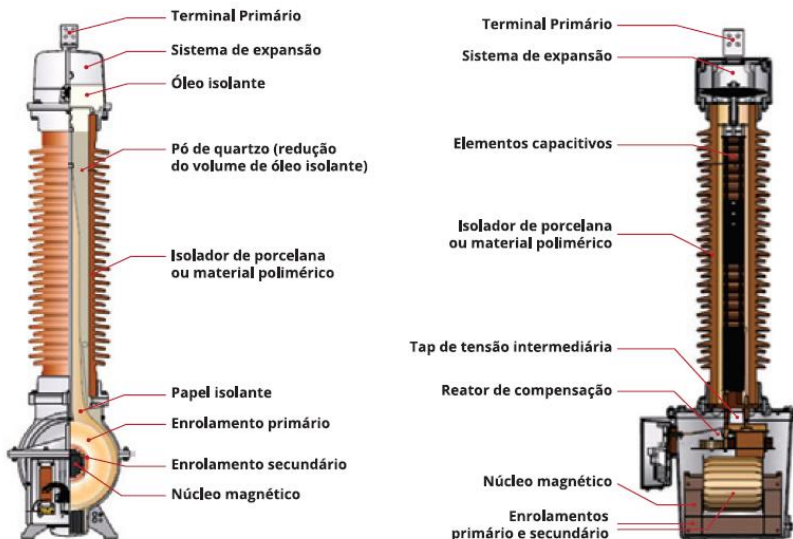 Terminal Primário
Sistema de expansão
Óleo isolante
Pó de quartzo (redução
do volume de óleo isolante)
Isolador de porcelana
ou material polimérico
Papel isolante
Enrolamento primário
Enrolamento secundário
Núcleo magnético
Terminal Primário
Sistema de expansão
Elementos capacitivos
Isolador de porcelana
ou material polimérico
Tap de tensão intermediária
Reator de compensação
Núcleo magnético
Enrolamentos
primário e secundário